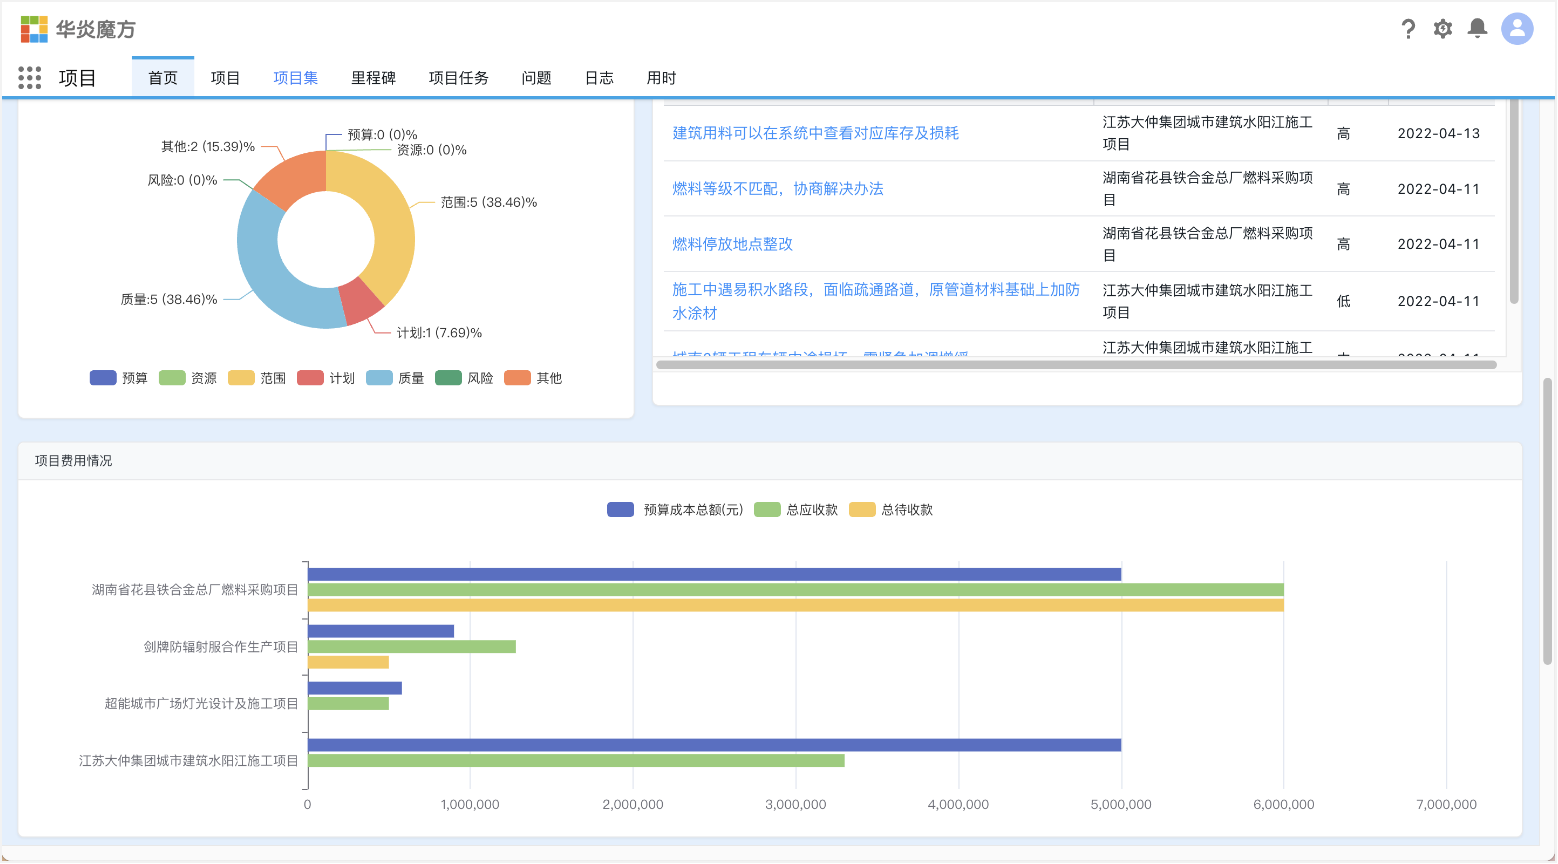 华炎魔方
项目 首页 项目 项目集 里程碑 项目任务 问题 日志 用时
预算:0 (0)%
资源:0 (0)%
其他:2 (15.39)%
风险:0 (0)%
范围:5 (38.46)%
质量:5 (38.46)%
计划:1 (7.69)%
预算 资源 范围 计划 质量 风险 其他
建筑用料可以在系统中查看对应库存及损耗 江苏大仲集团城市建筑水阳江施工 高 2022-04-13
项目
燃料等级不匹配，协商解决办法 湖南省花县铁合金总厂燃料采购项 高 2022-04-11
目
燃料停放地点整改 湖南省花县铁合金总厂燃料采购项 高 2022-04-11
目
施工中遇易积水路段，面临疏通路道，原管道材料基础上加防 江苏大仲集团城市建筑水阳江施工 低 2022-04-11
水涂材 项目
江苏大仲集团城市建筑水阳江施工
项目费用情况
预算成本总额(元) 总应收款 总待收款
湖南省花县铁合金总厂燃料采购项目
剑牌防辐射服合作生产项目
超能城市广场灯光设计及施工项目
江苏大仲集团城市建筑水阳江施工项目
0 1,000,000 2,000,000 3,000,000 4,000,000 5,000,000 6,000,000 7,000,000